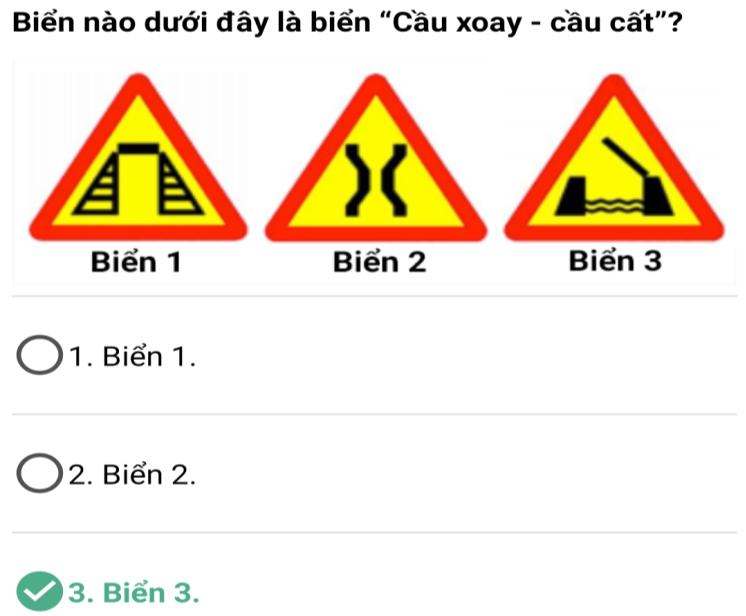 Biển nào dưới đây là biển “Cầu xoay - cầu cất”?
Biển 1 Biển 2 Biển 3
1. Biển 1.
2. Biển 2.
3. Biển 3.